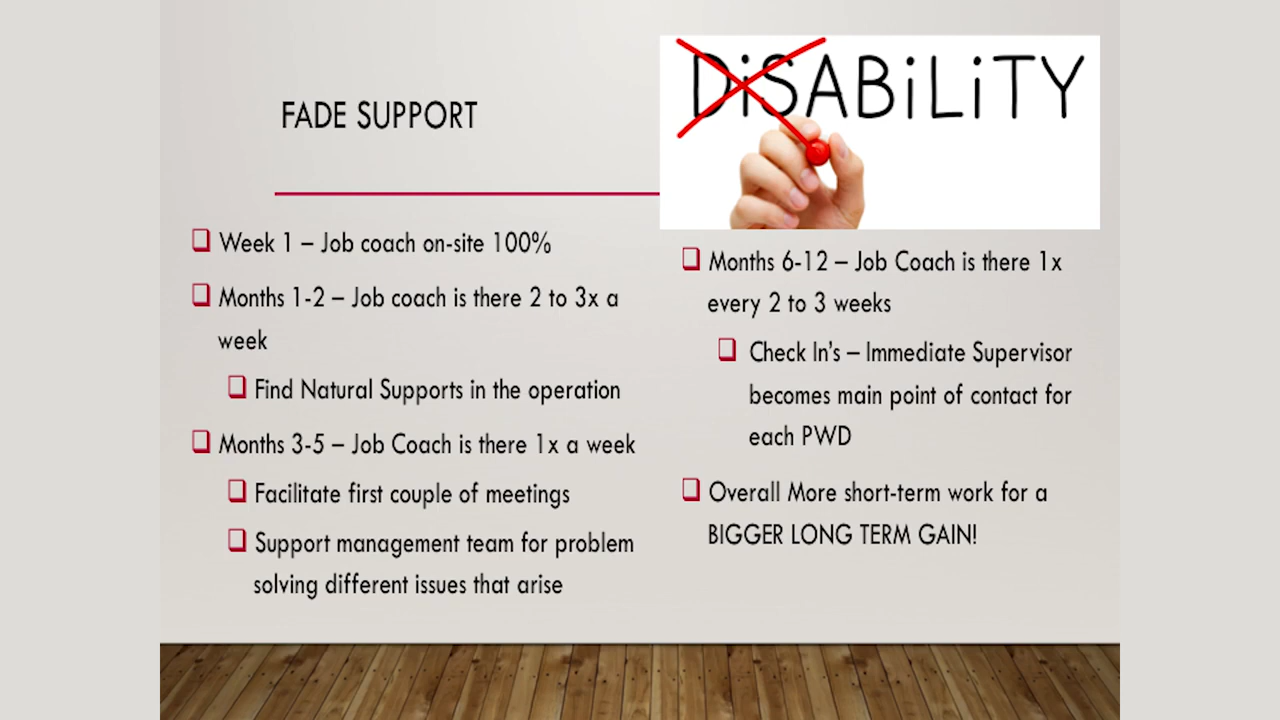 FADE SUPPORT
DiSABiLiTY
Week 1 – Job coach on-site 100%
Months 1-2 – Job coach is there 2 to 3x a
week
Find Natural Supports in the operation
Months 3-5 – Job Coach is there 1x a week
Facilitate first couple of meetings
Support management team for problem
solving different issues that arise
Months 6-12 – Job Coach is there 1x
every 2 to 3 weeks
Check In's – Immediate Supervisor
becomes main point of contact for
each PWD
Overall More short-term work for a
BIGGER LONG TERM GAIN!